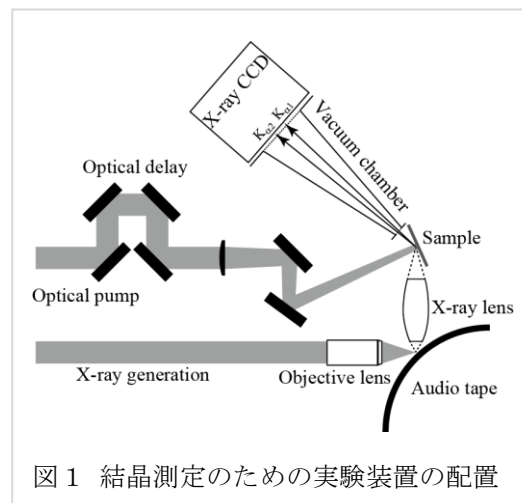 X-ray CCD
Kα2 Kα1
Vacuum chamber
Optical delay
Sample
Optical pump
X-ray lens
X-ray generation
Objective lens
Audio tape
図1 結晶測定のための実験装置の配置